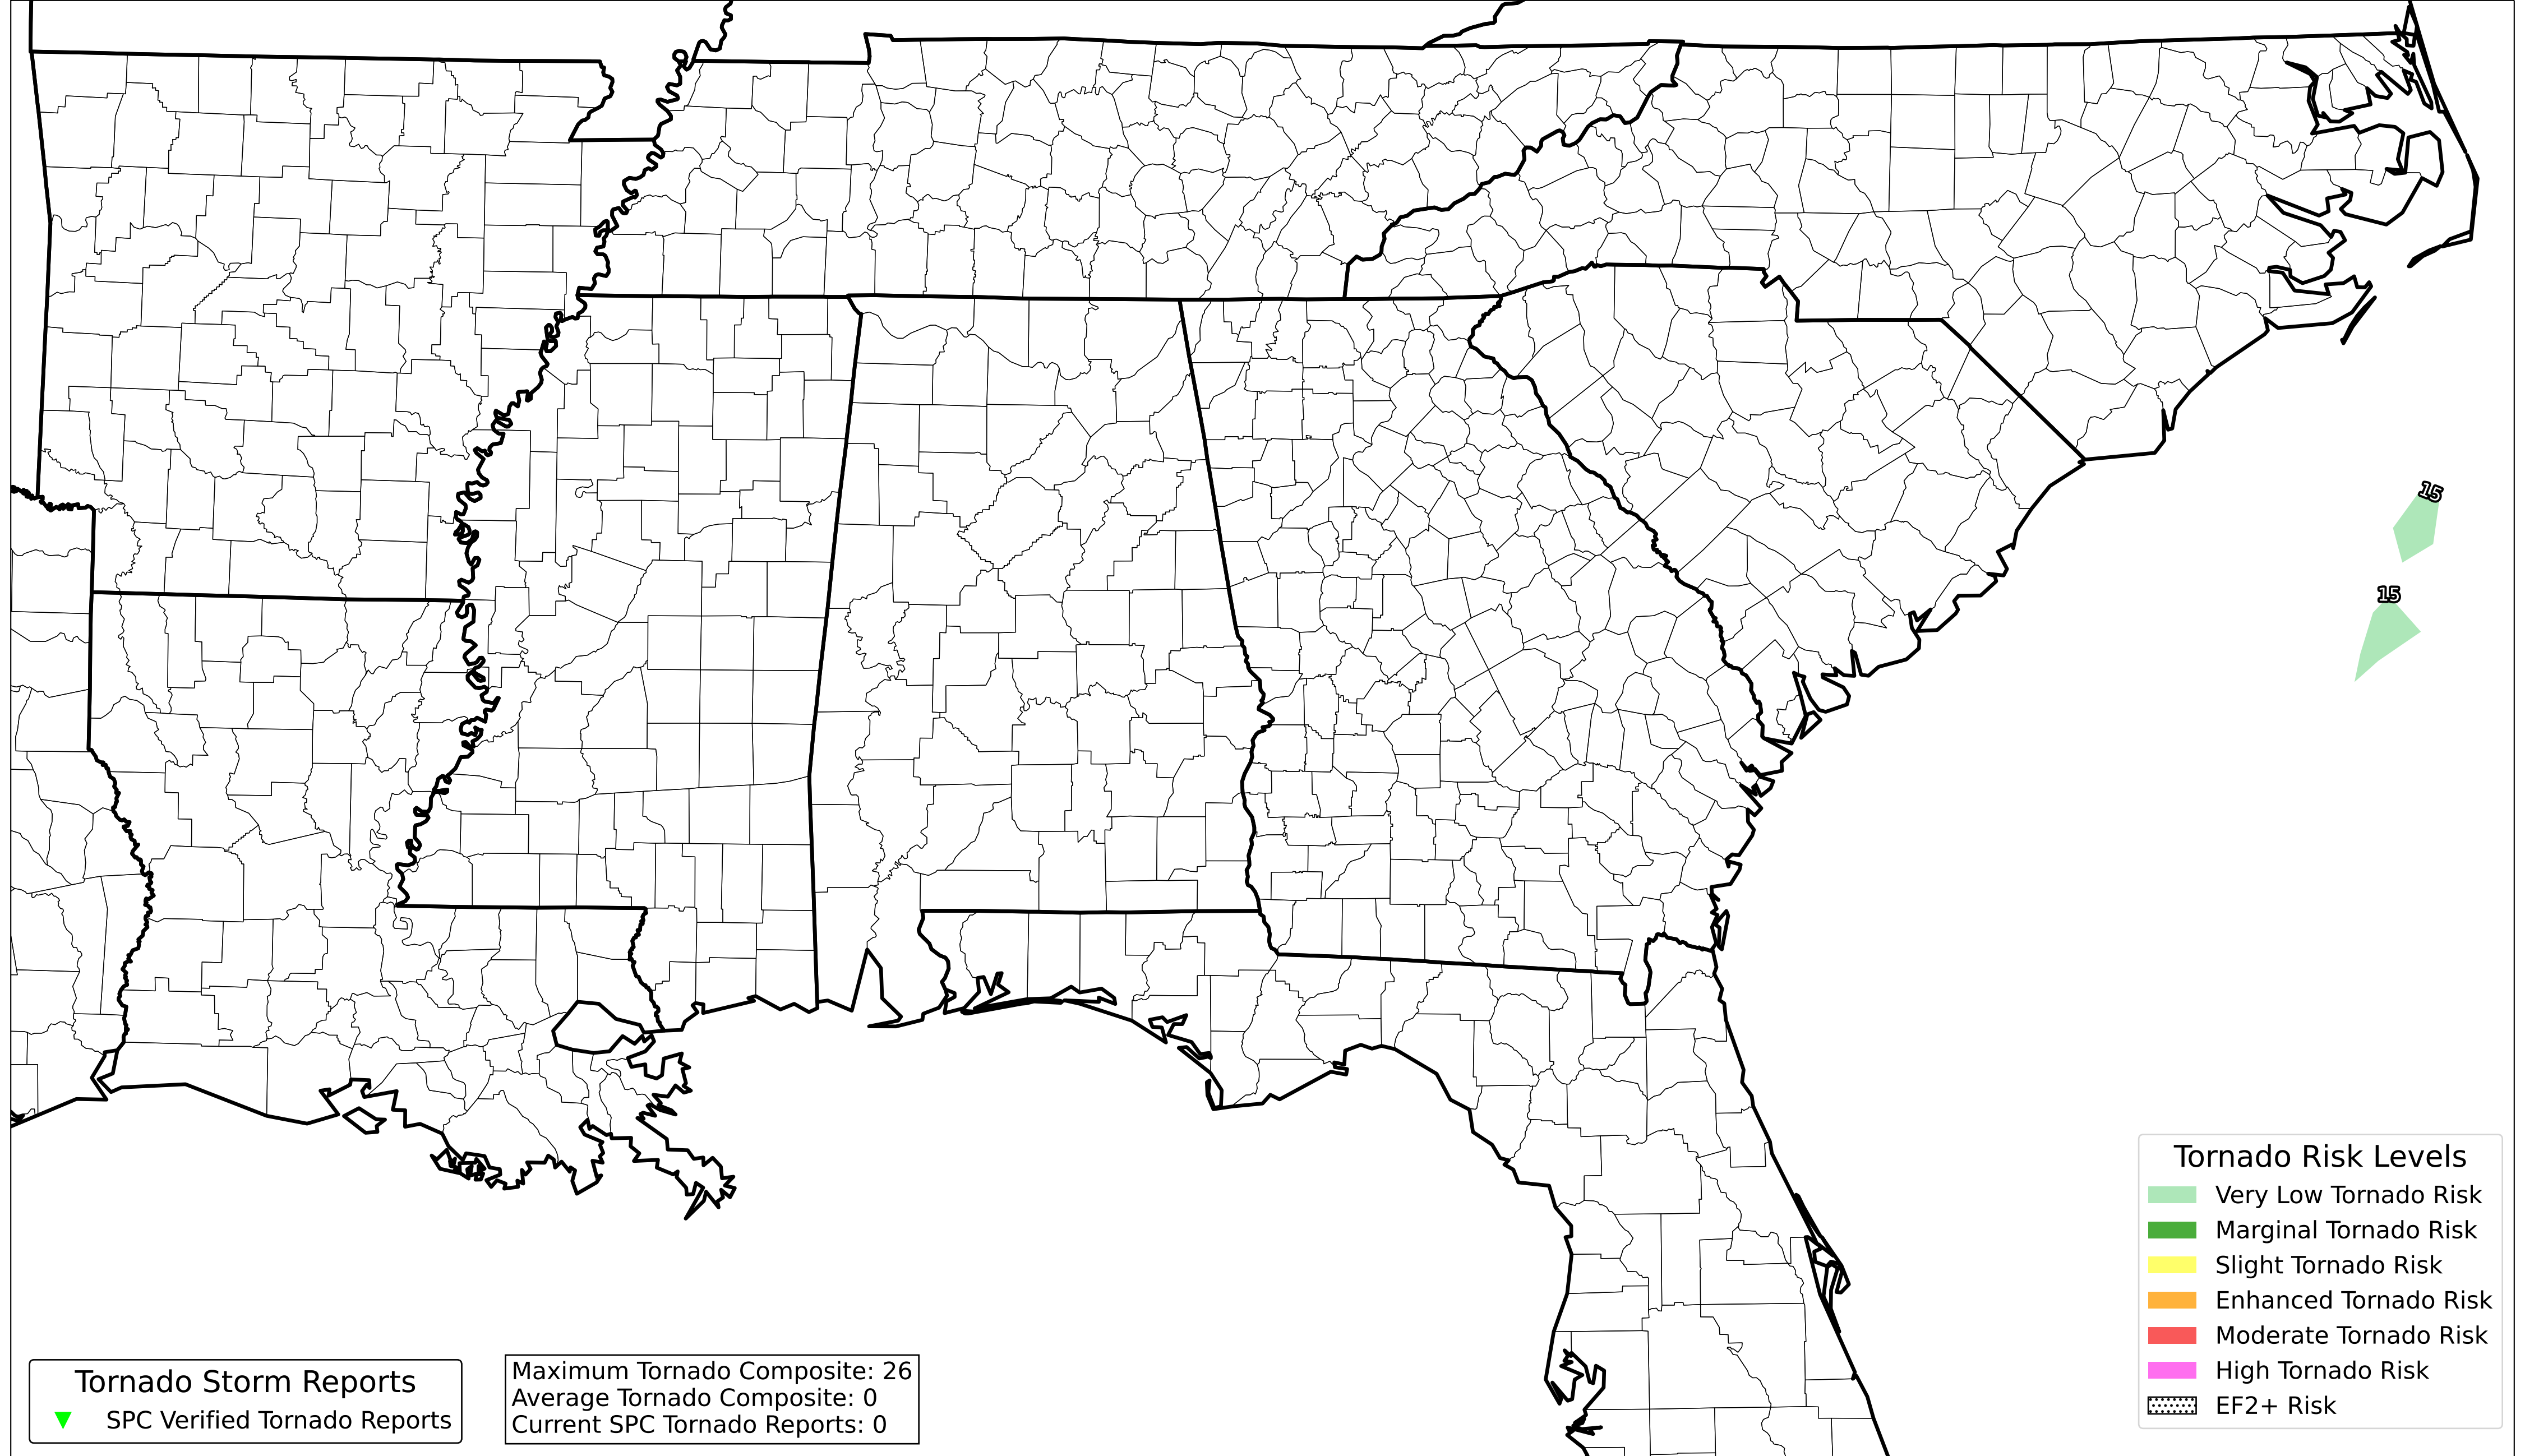 15
15
Tornado Risk Levels
Very Low Tornado Risk
Marginal Tornado Risk
Slight Tornado Risk
Enhanced Tornado Risk
Moderate Tornado Risk
High Tornado Risk
EF2+ Risk
Tornado Storm Reports
SPC Verified Tornado Reports
Maximum Tornado Composite: 26
Average Tornado Composite: 0
Current SPC Tornado Reports: 0